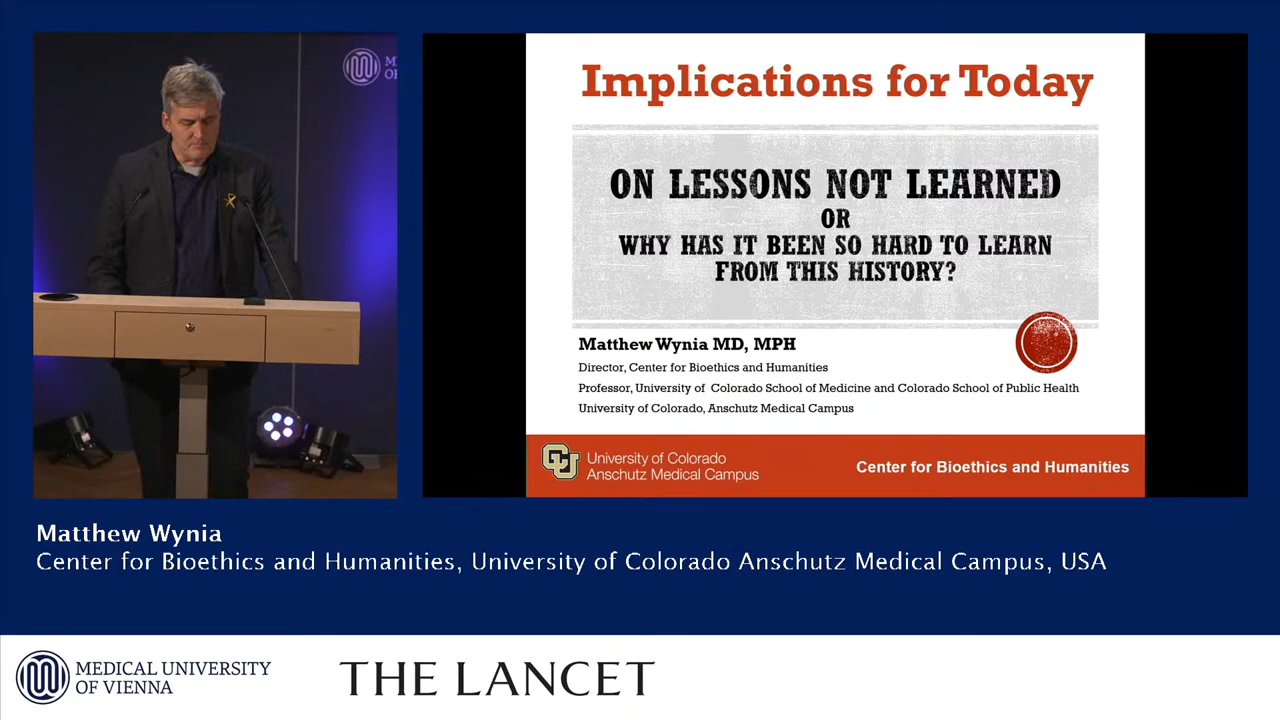 M
OF
Implications for Today
ON LESSONS NOT LEARNED
OR
WHY HAS IT BEEN SO HARD TO LEARN
FROM THIS HISTORY?
Matthew Wynia MD, MPH
Director, Center for Bioethics and Humanities
Professor, University of Colorado School of Medicine and Colorado School of Public Health
University of Colorado, Anschutz Medical Campus
CU
University of Colorado
Anschutz Medical Campus
Center for Bioethics and Humanities
Matthew Wynia
Center for Bioethics and Humanities, University of Colorado Anschutz Medical Campus, USA
MEDICAL UNIVERSITY
OF VIENNA
THE LANCET